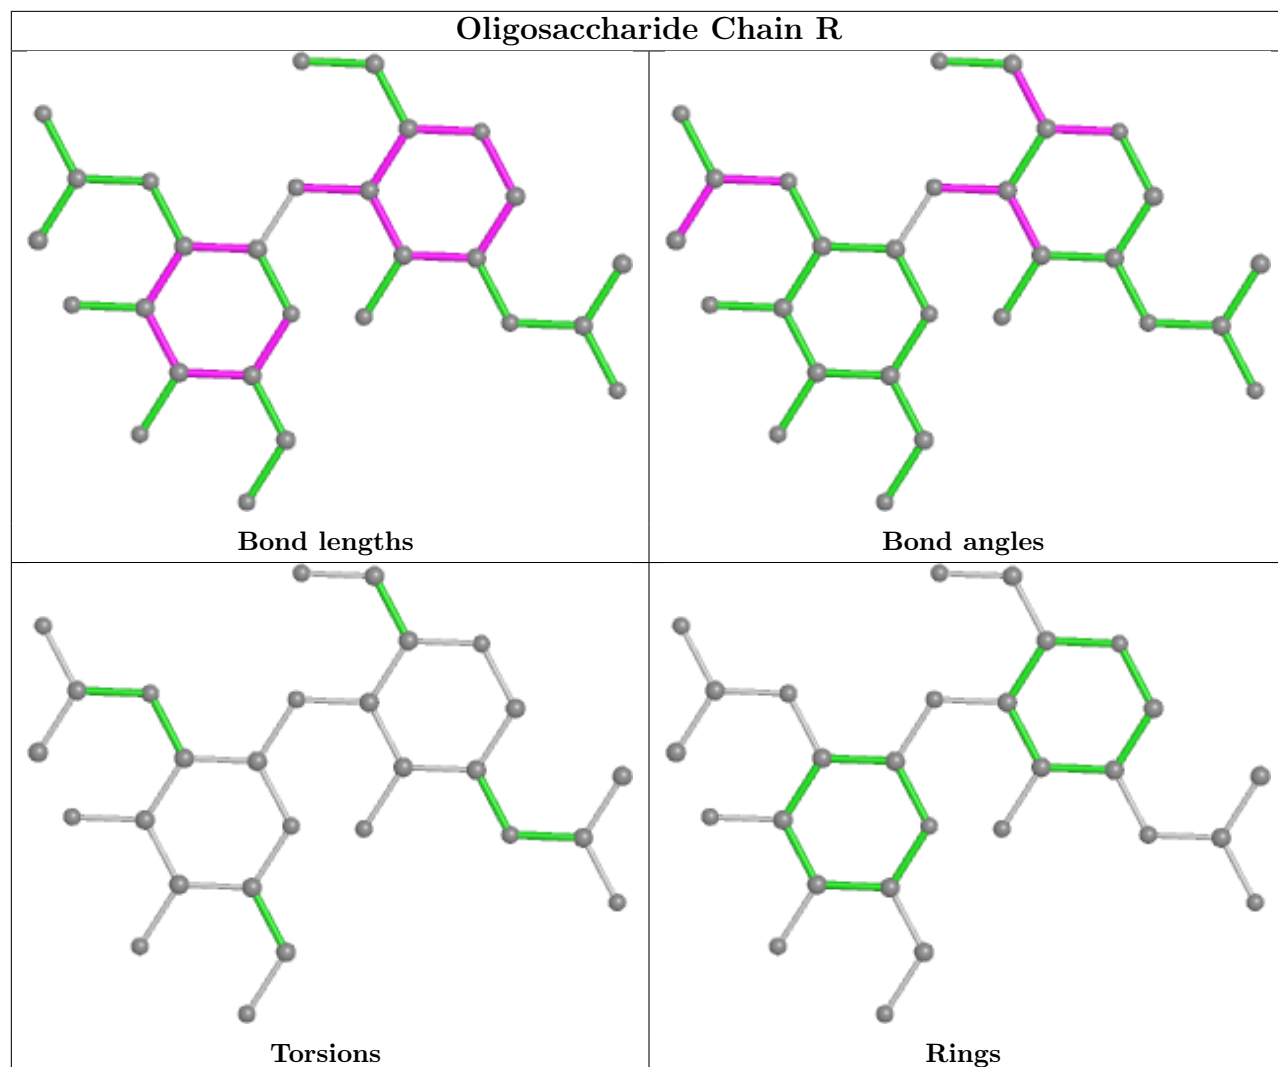 Oligosaccharide Chain R
Bond lengths
Bond angles
Torsions
Rings